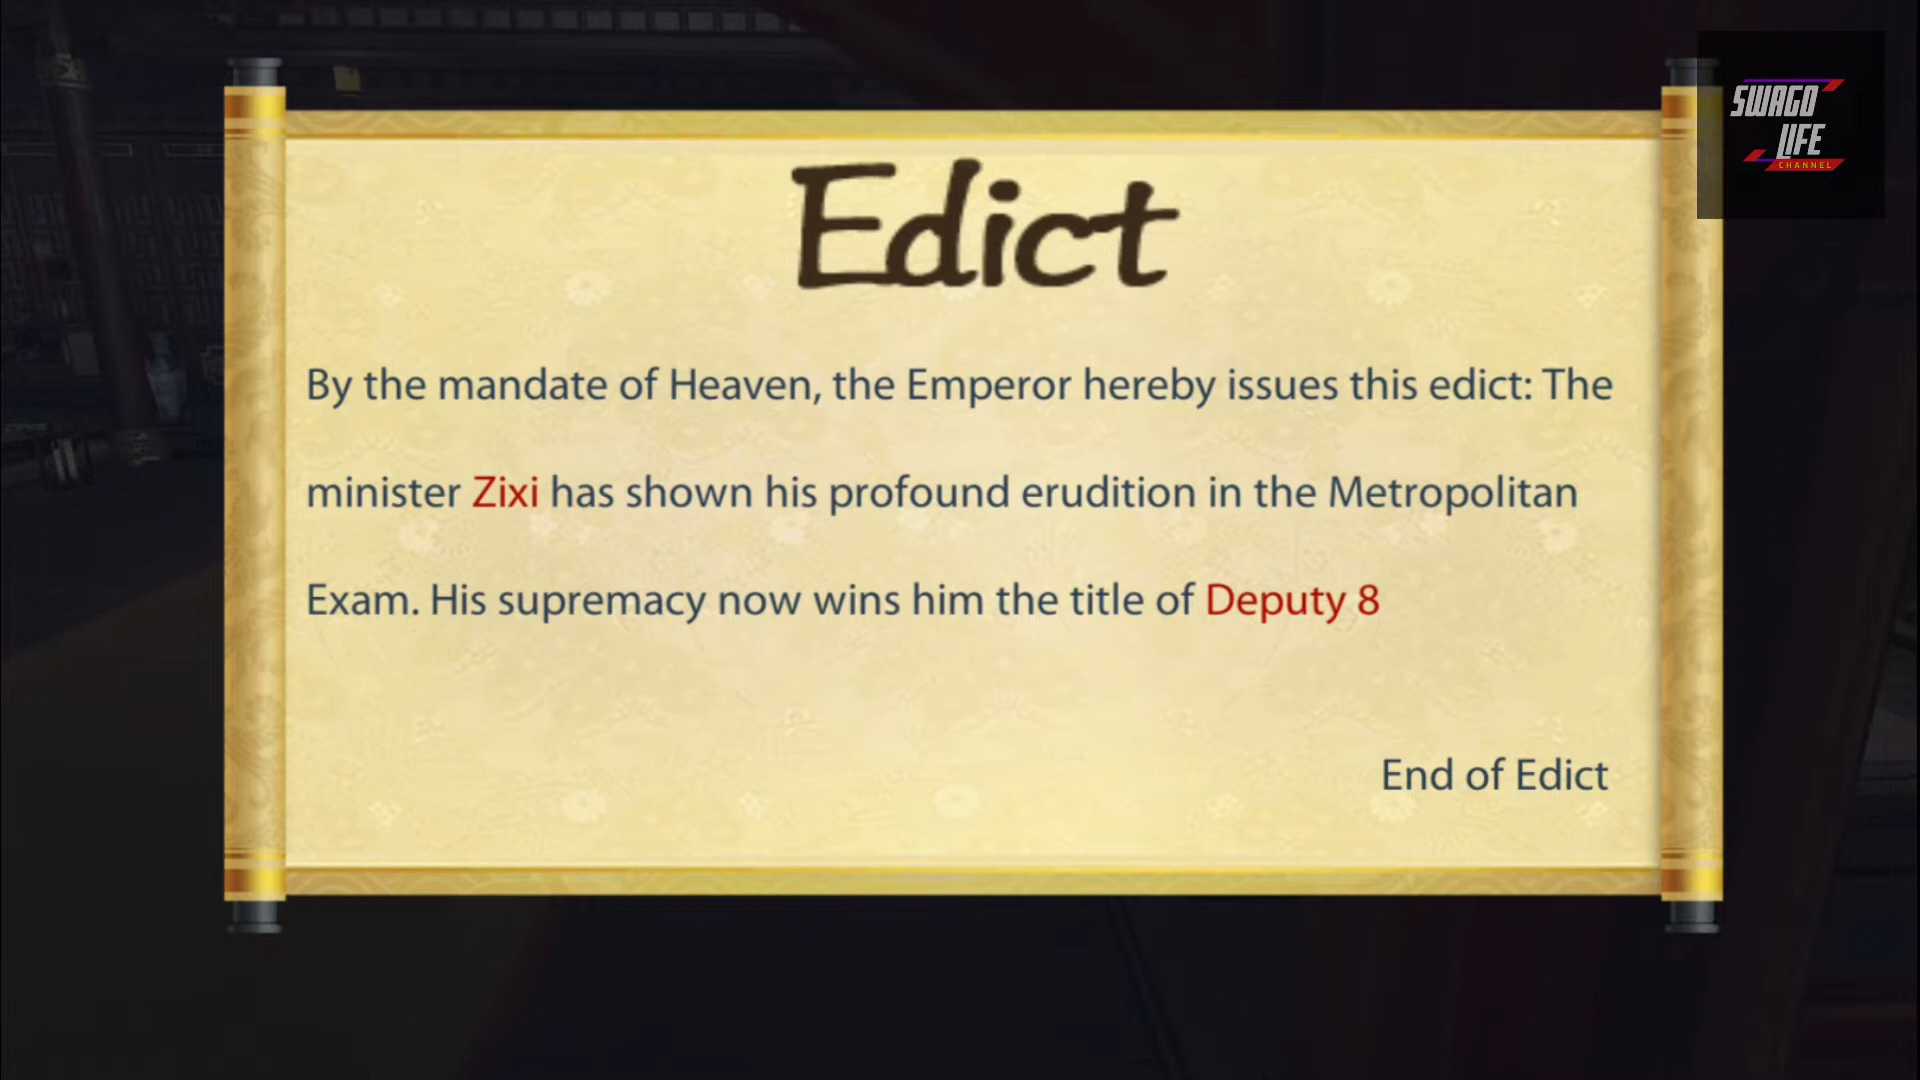 SWAGO
LIFE
CHANNEL
Edict
By the mandate of Heaven, the Emperor hereby issues this edict: The
minister Zixi has shown his profound erudition in the Metropolitan
Exam. His supremacy now wins him the title of Deputy 8
End of Edict